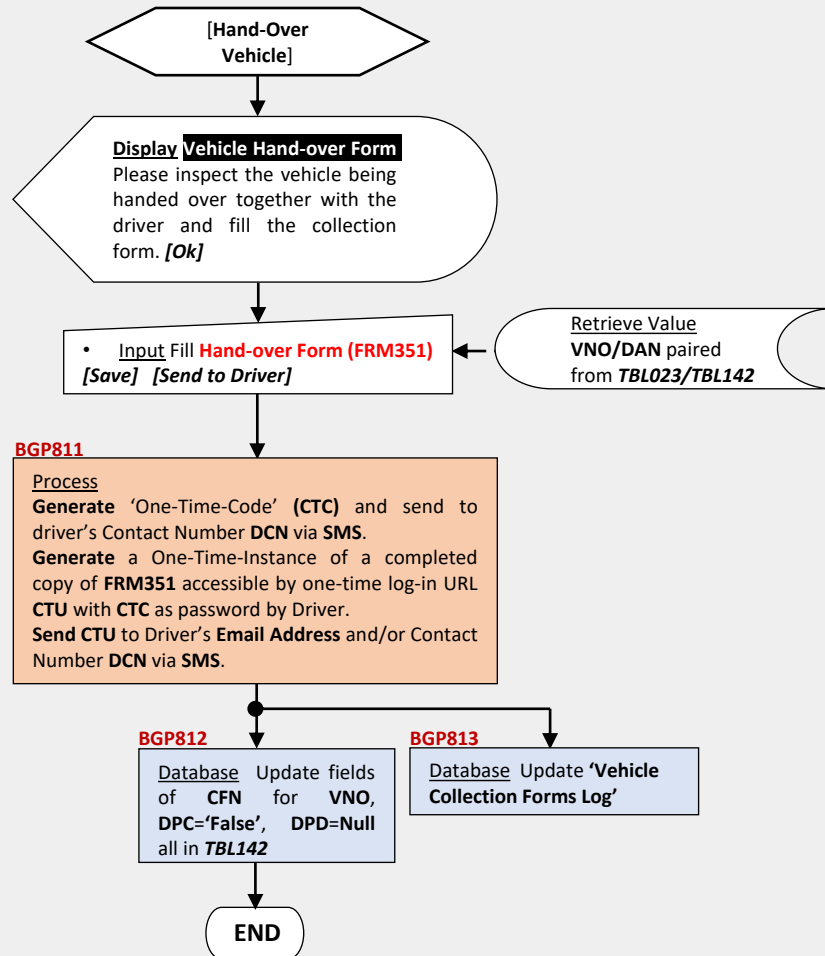 [Hand-Over
Vehicle]
Display Vehicle Hand-over Form
Please inspect the vehicle being
handed over together with the
driver and fill the collection
form. [Ok]
• Input Fill Hand-over Form (FRM351)
[Save] [Send to Driver]
Retrieve Value
VNO/DAN paired
from TBL023/TBL142
BGP811
Process
Generate ‘One-Time-Code’ (CTC) and send to
driver’s Contact Number DCN via SMS.
Generate a One-Time-Instance of a completed
copy of FRM351 accessible by one-time log-in URL
CTU with CTC as password by Driver.
Send CTU to Driver’s Email Address and/or Contact
Number DCN via SMS.
BGP812
Database Update fields
of CFN for VNO,
DPC=‘False’, DPD=Null
all in TBL142
BGP813
Database Update ‘Vehicle
Collection Forms Log’
END